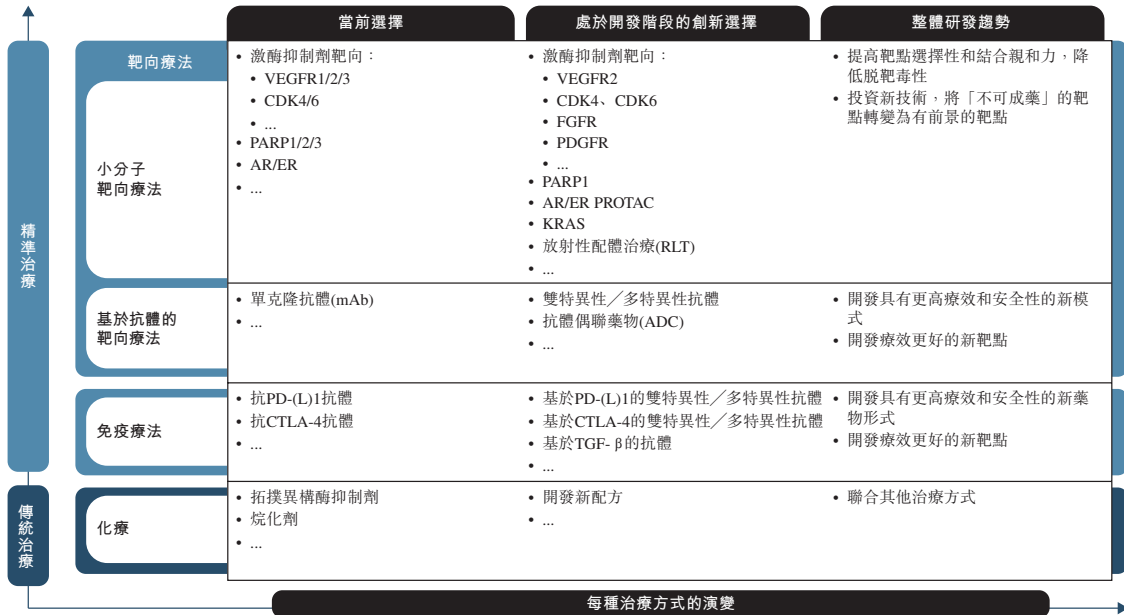 當前選擇
處於開發階段的創新選擇
整體研發趨勢
精準治療
靶向療法
小分子
靶向療法
• 激酶抑制劑靶向：
• VEGFR1/2/3
• CDK4/6
• ...
• PARP1/2/3
• AR/ER
• ...
• 激酶抑制劑靶向：
• VEGFR2
• CDK4、CDK6
• FGFR
• PDGFR
• ...
• PARP1
• AR/ER PROTAC
• KRAS
• 放射性配體治療(RLT)
• ...
• 提高靶點選擇性和結合親和力，降
低脫靶毒性
• 投資新技術，將「不可成藥」的靶
點轉變為有前景的靶點
基於抗體的
靶向療法
• 單克隆抗體(mAb)
• ...
• 雙特異性／多特異性抗體
• 抗體偶聯藥物(ADC)
• ...
• 開發具有更高療效和安全性的新模
式
• 開發療效更好的新靶點
免疫療法
• 抗PD-(L)1抗體
• 抗CTLA-4抗體
• ...
• 基於PD-(L)1的雙特異性／多特異性抗體
• 基於CTLA-4的雙特異性／多特異性抗體
• 基於TGF- β的抗體
• ...
• 開發具有更高療效和安全性的新藥
物形式
• 開發療效更好的新靶點
傳統治療
化療
• 拓撲異構酶抑制劑
• 烷化劑
• ...
• 開發新配方
• ...
• 聯合其他治療方式
每種治療方式的演變